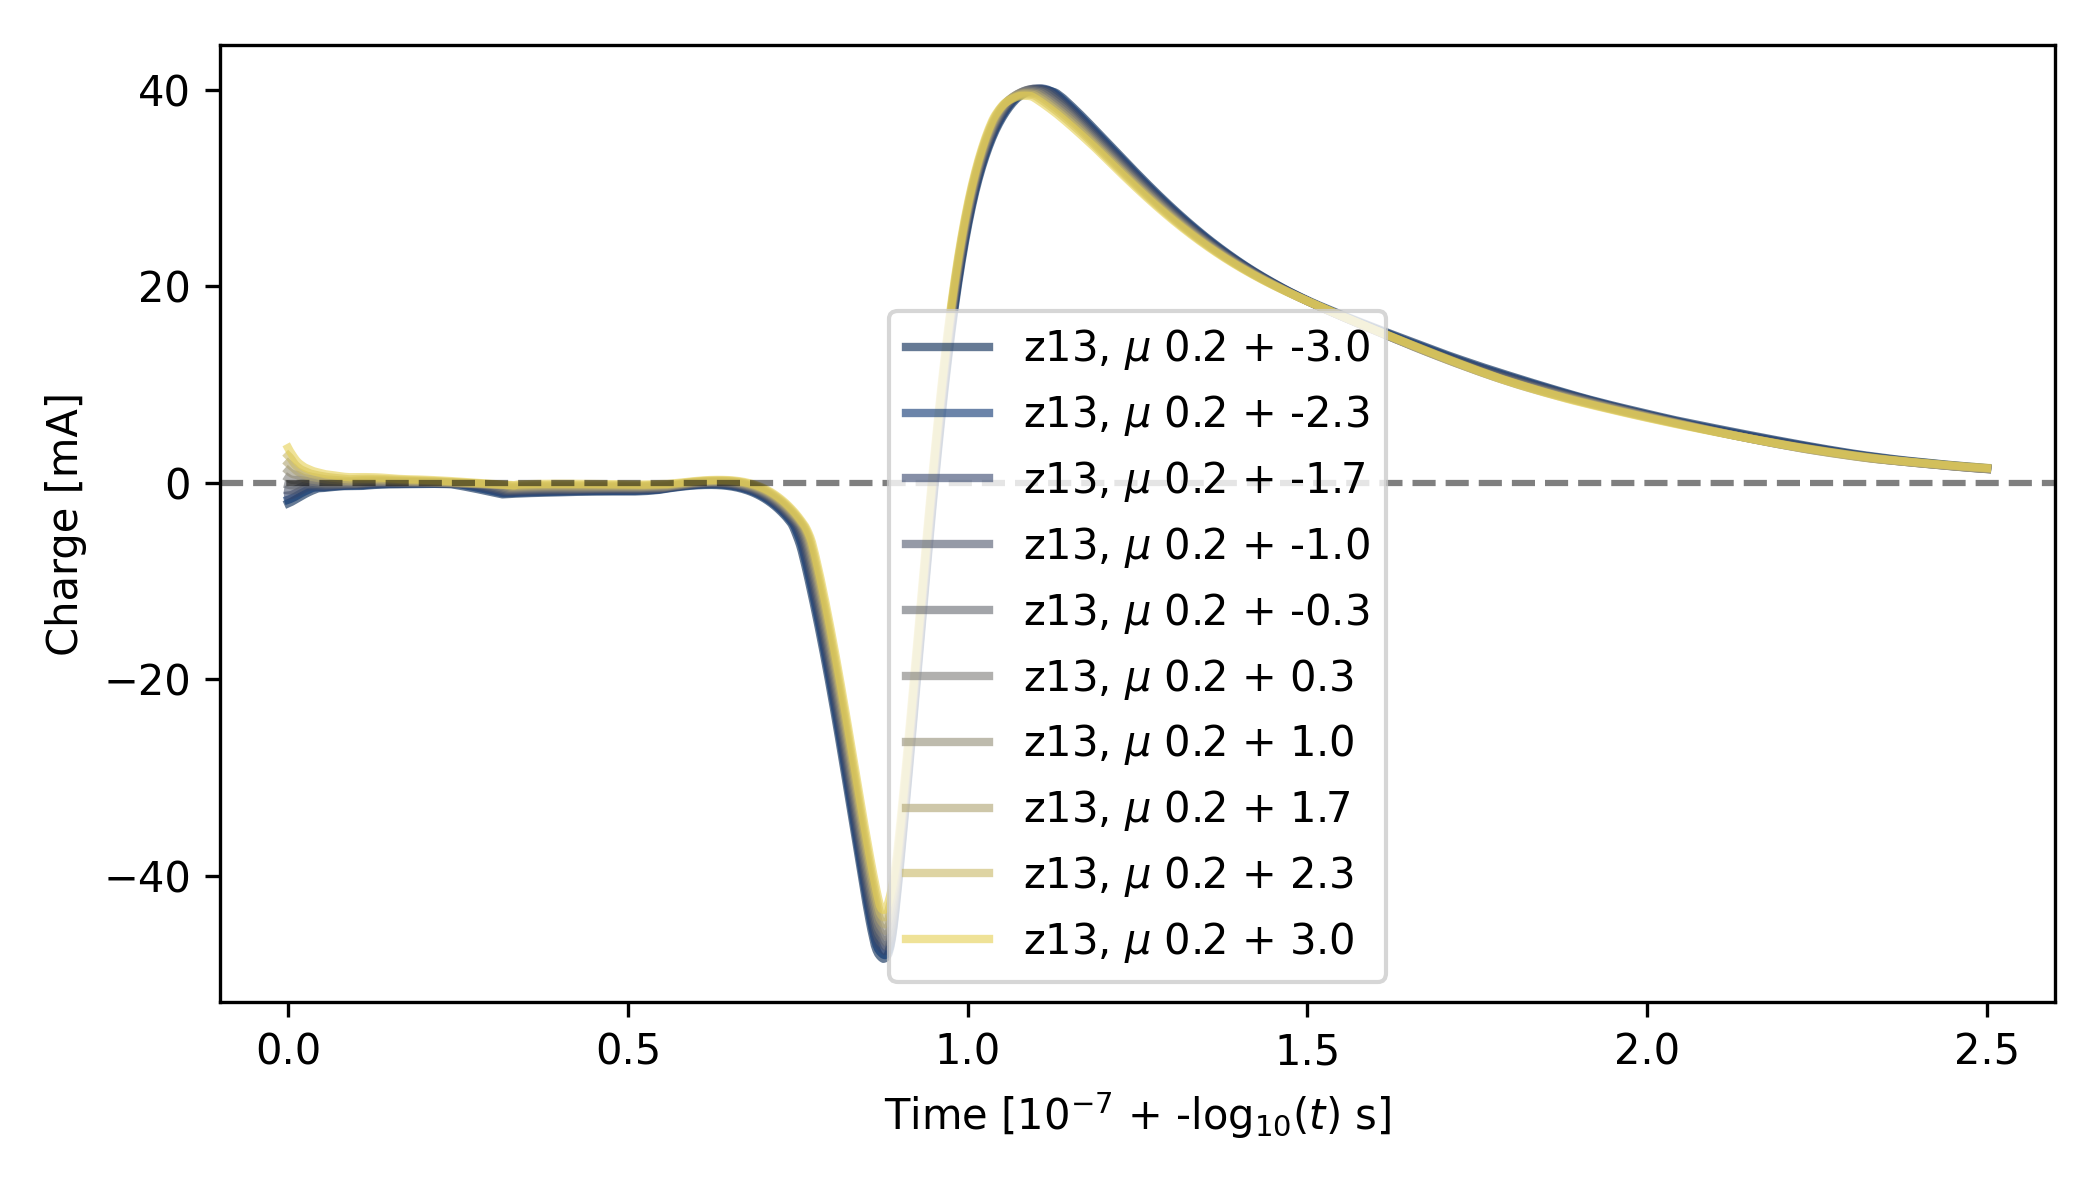 Charge [mA]
40
20
0
−20
−40
z13, μ 0.2 + -3.0
z13, μ 0.2 + -2.3
z13, μ 0.2 + -1.7
z13, μ 0.2 + -1.0
z13, μ 0.2 + -0.3
z13, μ 0.2 + 0.3
z13, μ 0.2 + 1.0
z13, μ 0.2 + 1.7
z13, μ 0.2 + 2.3
z13, μ 0.2 + 3.0
0.0 0.5 1.0 1.5 2.0 2.5
Time [10⁻⁷ + -log₁₀(t) s]